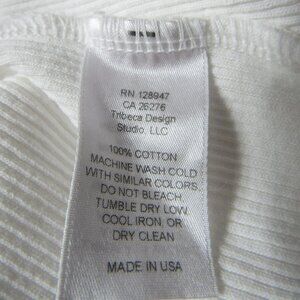 RN 128947
CA 26276
Tribeca Design
Studio, LLC
100% COTTON
MACHINE WASH COLD
WITH SIMILAR COLORS.
DO NOT BLEACH.
TUMBLE DRY LOW.
COOL IRON, OR
DRY CLEAN
MADE IN USA